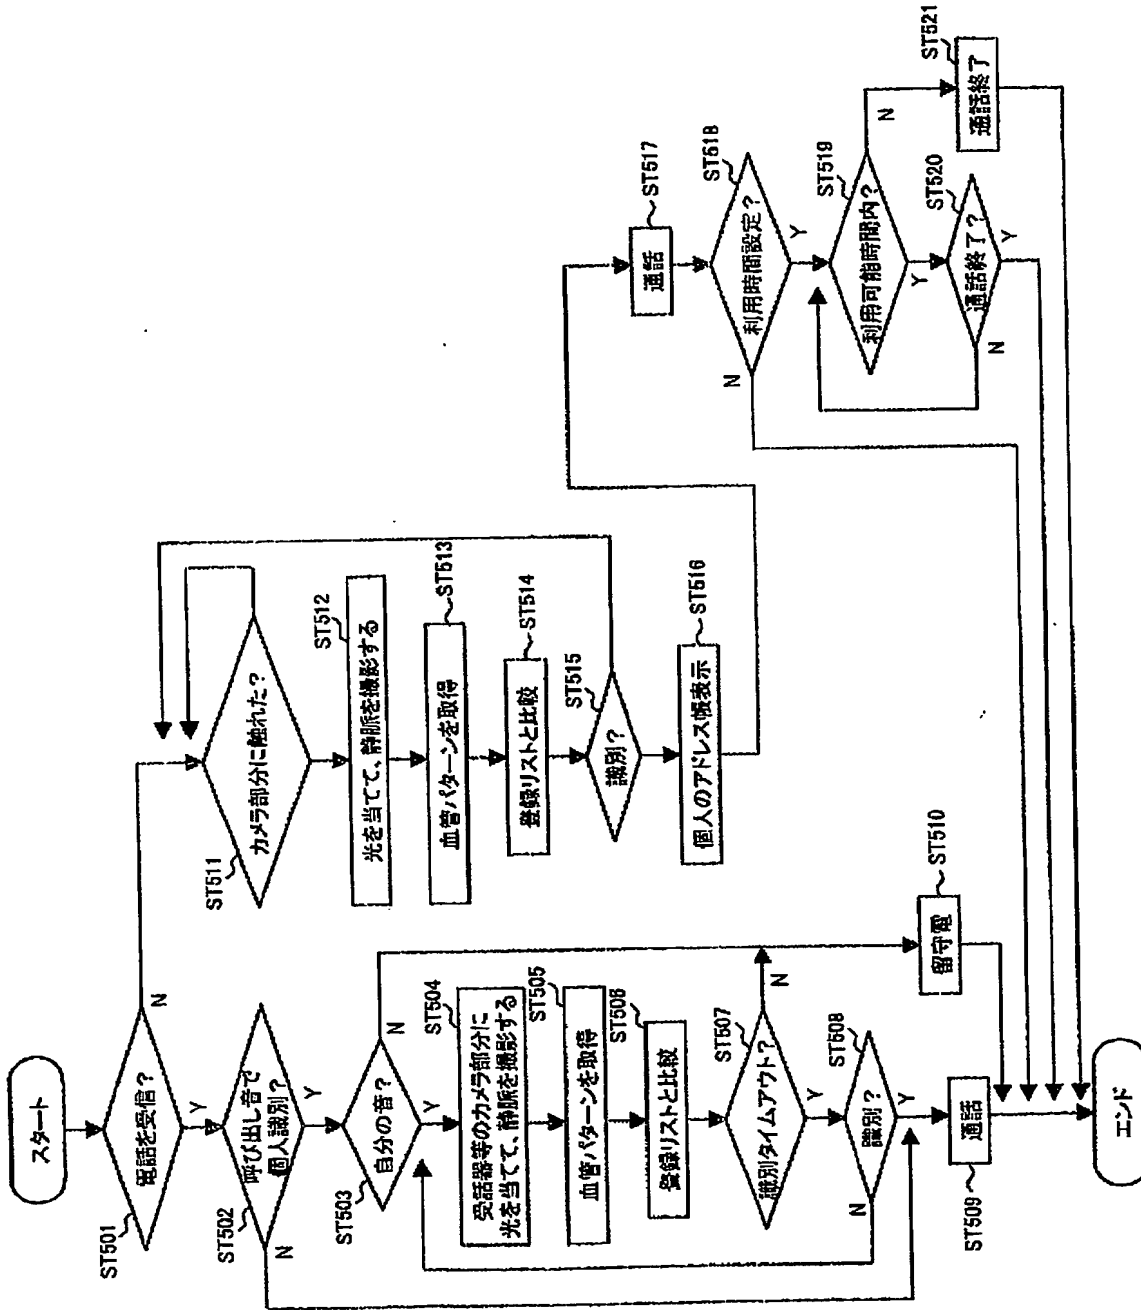 スタート
電話を受信?
ST501
Y
N
呼び出し音で
個人識別?
ST502
Y
N
自分の音?
ST503
Y
N
ST504
受話器等のカメラ部分に
光を当てて、静脈を撮影する
ST505
血管パターンを取得
ST506
登録リストと比較
ST507
識別タイムアウト?
Y
N
ST508
識別?
Y
N
ST509
通話
ST510
留守電
エンド
カメラ部分に触れた?
ST511
ST512
光を当てて、静脈を撮影する
ST513
血管パターンを取得
ST514
登録リストと比較
ST515
識別?
ST516
個人のアドレス帳表示
ST517
通話
ST518
利用時間設定?
Y
N
ST519
利用可能時間内?
Y
N
ST520
通話終了?
Y
N
ST521
通話終了